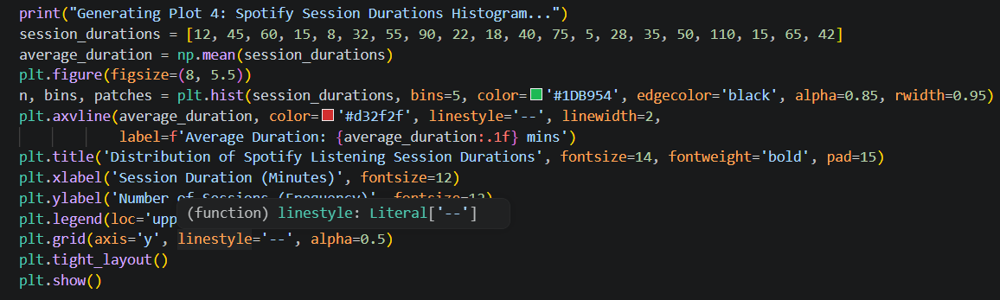 print("Generating Plot 4: Spotify Session Durations Histogram...")
session_durations = [12, 45, 60, 15, 8, 32, 55, 90, 22, 18, 40, 75, 5, 28, 35, 50, 110, 15, 65, 42]
average_duration = np.mean(session_durations)
plt.figure(figsize=(8, 5.5))
n, bins, patches = plt.hist(session_durations, bins=5, color='#1DB954', edgecolor='black', alpha=0.85, rwidth=0.95)
plt.axvline(average_duration, color='#d32f2f', linestyle='--', linewidth=2,
label=f'Average Duration: {average_duration:.1f} mins')
plt.title('Distribution of Spotify Listening Session Durations', fontsize=14, fontweight='bold', pad=15)
plt.xlabel('Session Duration (Minutes)', fontsize=12)
plt.ylabel('Number of Sessions (Frequency)', fontsize=12)
(function) linestyle: Literal['--']
plt.legend(loc='upp
plt.grid(axis='y', linestyle='--', alpha=0.5)
plt.tight_layout()
plt.show()